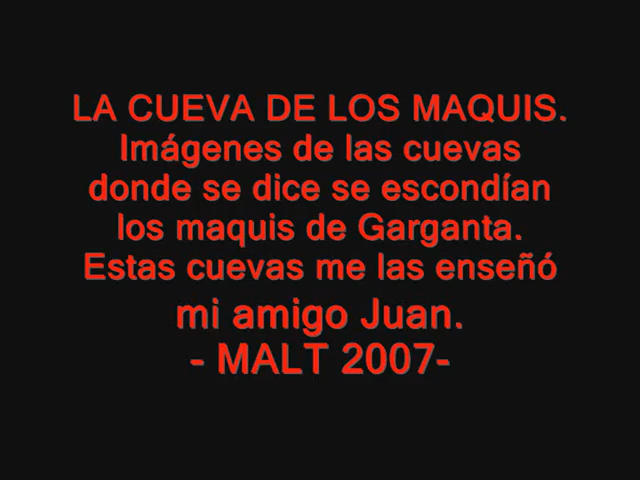 LA CUEVA DE LOS MAQUIS.
Imágenes de las cuevas
donde se dice se escondían
los maquis de Garganta.
Estas cuevas me las enseñó
mi amigo Juan.
- MALT 2007-